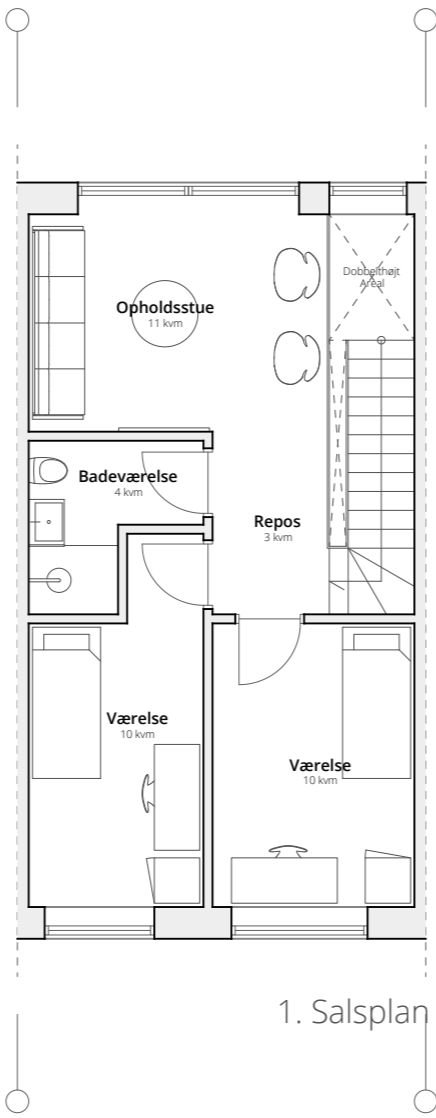 Dobbelthøjt
Areal
Opholdsstue
11 kvm
Badeværelse
4 kvm
Repos
3 kvm
Værelse
10 kvm
Værelse
10 kvm
1. Salsplan